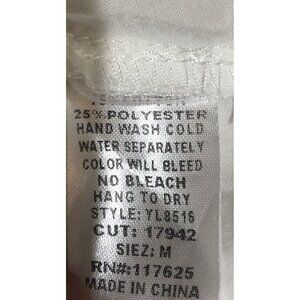 25% POLYESTER
HAND WASH COLD
WATER SEPARATELY
COLOR WILL BLEED
NO BLEACH
HANG TO DRY
STYLE: YL8516
CUT: 17942
SIEZ: M
RN#:117625
MADE IN CHINA